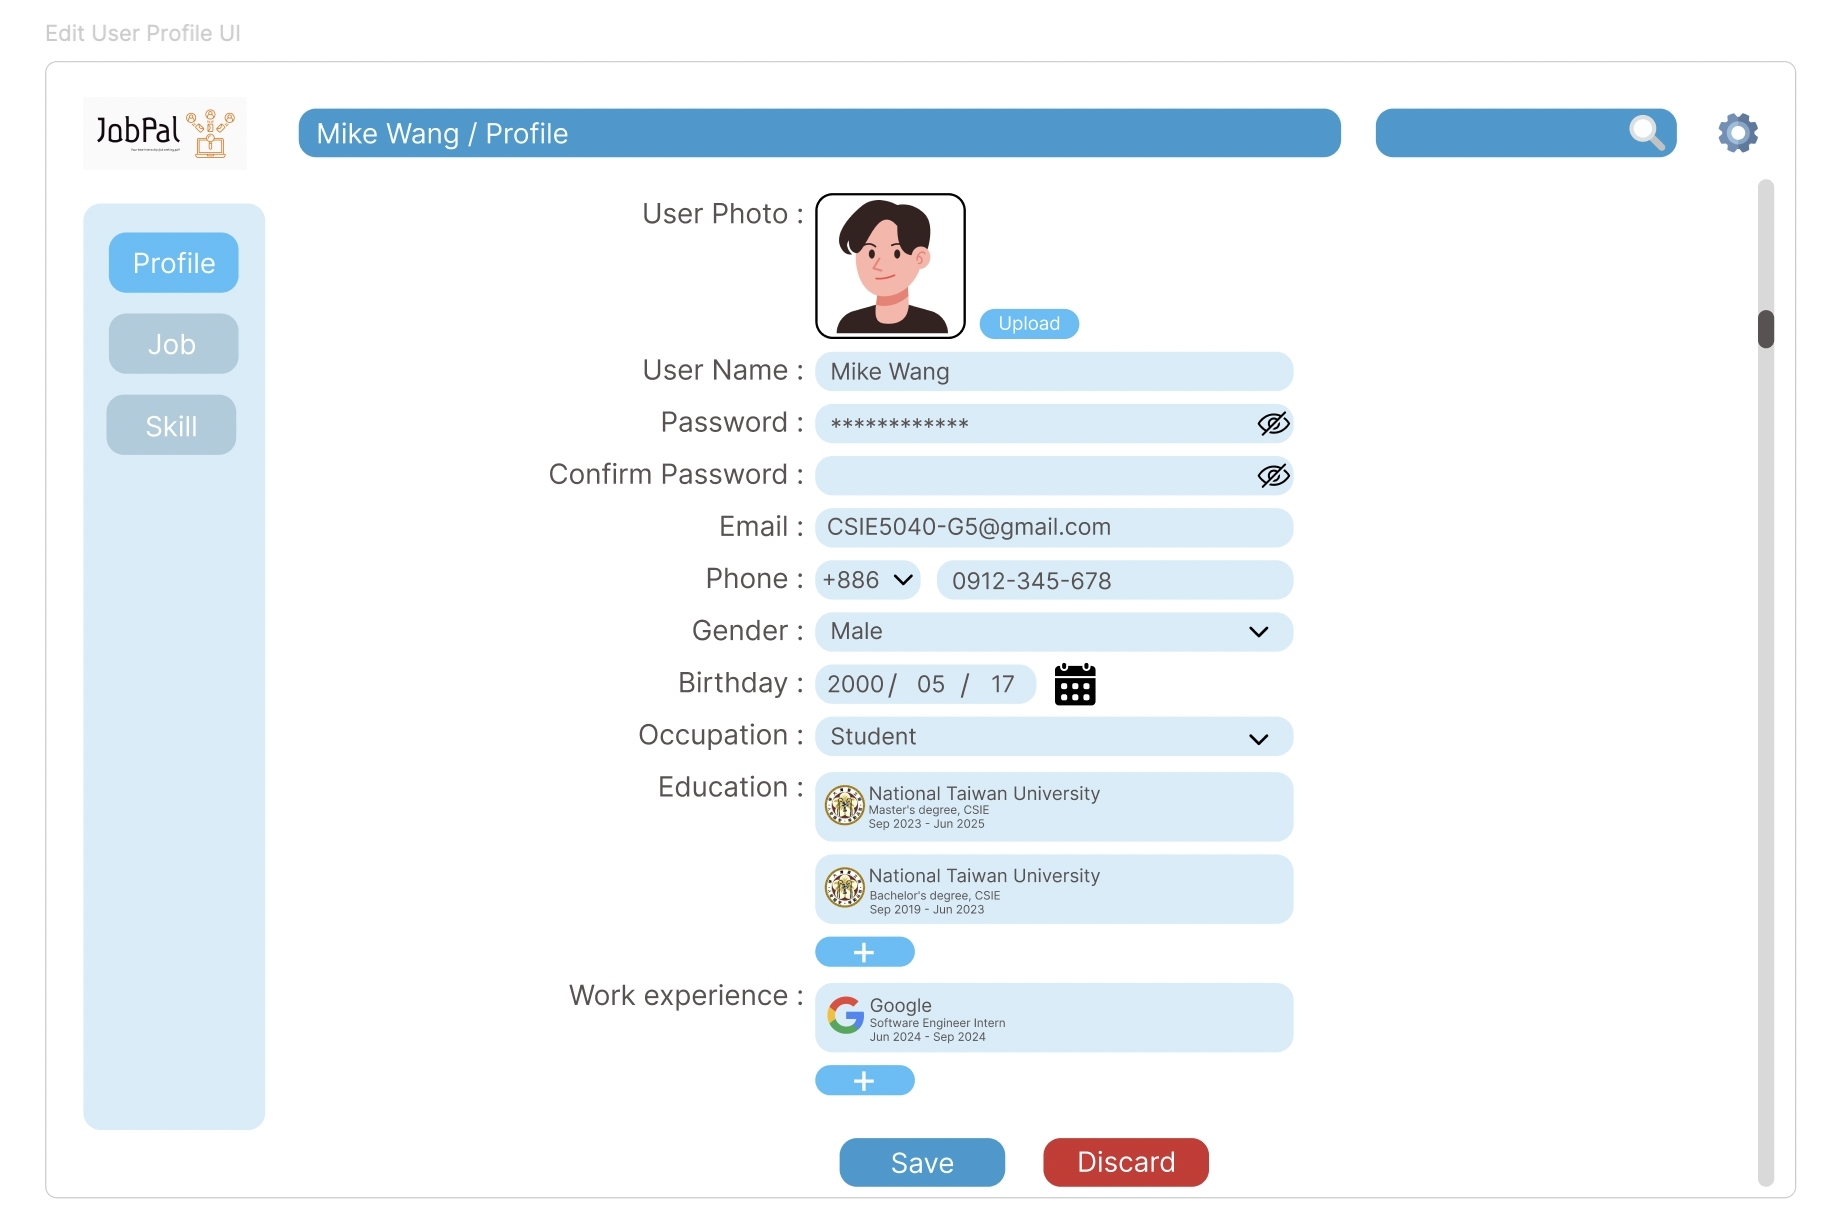 Edit User Profile UI
JobPal
Mike Wang / Profile
Profile
Job
Skill
User Photo :
Upload
User Name : Mike Wang
Password : ************
Confirm Password :
Email : CSIE5040-G5@gmail.com
Phone : +886 0912-345-678
Gender : Male
Birthday : 2000 / 05 / 17
Occupation : Student
Education : National Taiwan University
Master's degree, CSIE
Sep 2023 - Jun 2025
National Taiwan University
Bachelor's degree, CSIE
Sep 2019 - Jun 2023
+
Work experience : Google
Software Engineer Intern
Jun 2024 - Sep 2024
+
Save Discard